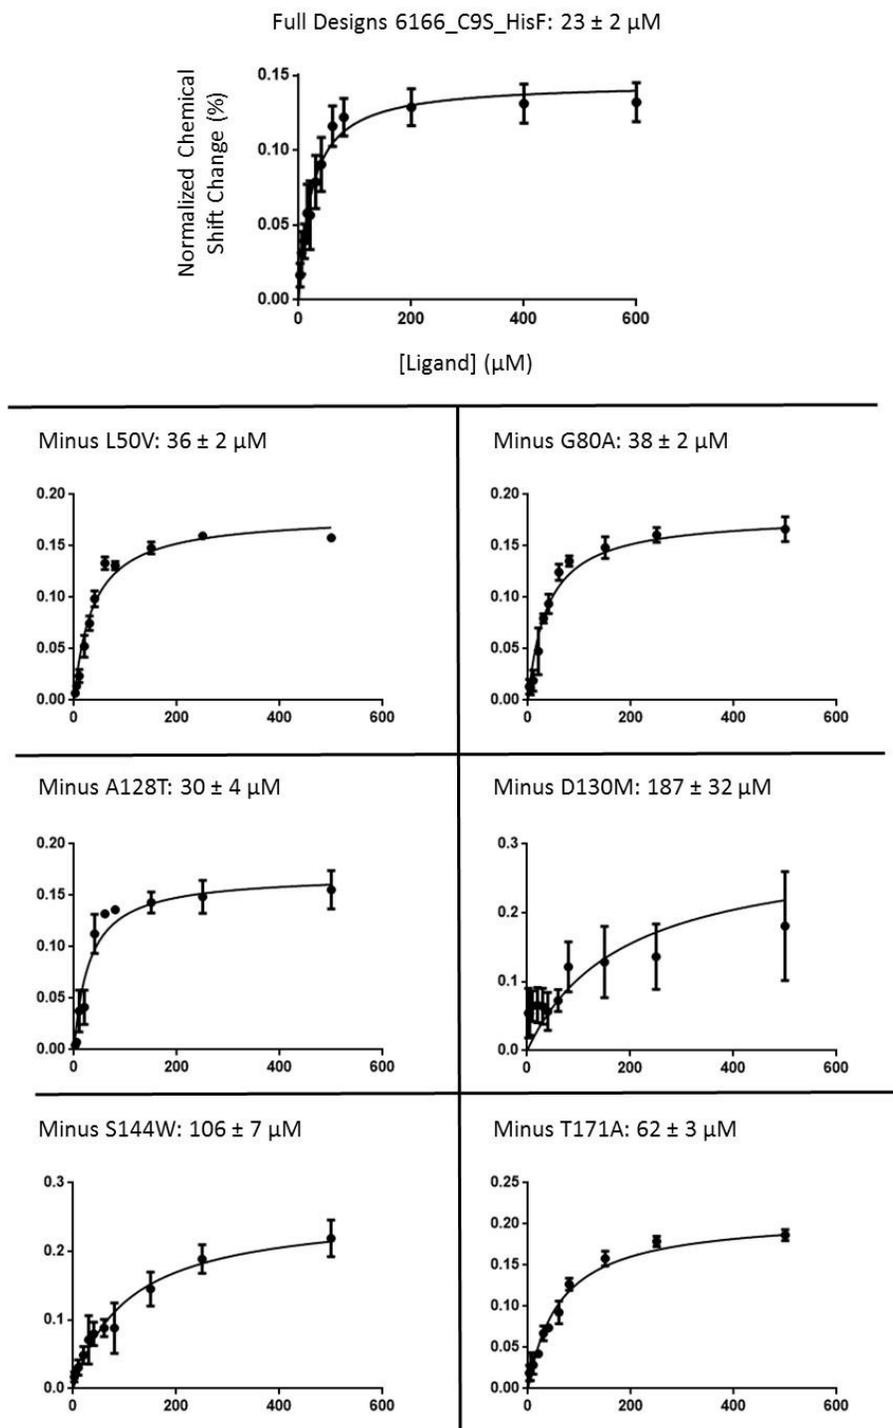 Full Designs 6166_C9S_HisF: 23 ± 2 µM
Normalized Chemical
Shift Change (%)
0.15
0.10
0.05
0.00
0 200 400 600
[Ligand] (µM)
Minus L50V: 36 ± 2 µM
0.20
0.15
0.10
0.05
0.00
0 200 400 600
Minus G80A: 38 ± 2 µM
0.20
0.15
0.10
0.05
0.00
0 200 400 600
Minus A128T: 30 ± 4 µM
0.20
0.15
0.10
0.05
0.00
0 200 400 600
Minus D130M: 187 ± 32 µM
0.3
0.2
0.1
0.0
0 200 400 600
Minus S144W: 106 ± 7 µM
0.3
0.2
0.1
0.0
0 200 400 600
Minus T171A: 62 ± 3 µM
0.25
0.20
0.15
0.10
0.05
0.00
0 200 400 600